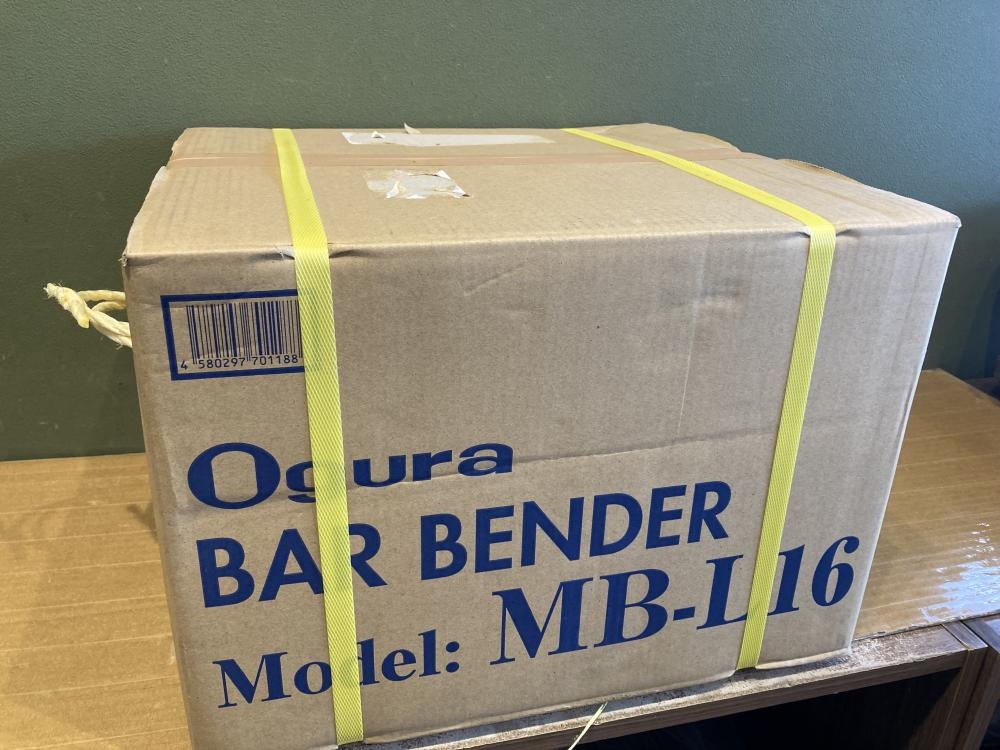 4 580297 701188
Ogura
BAR BENDER
Model: MB-L16